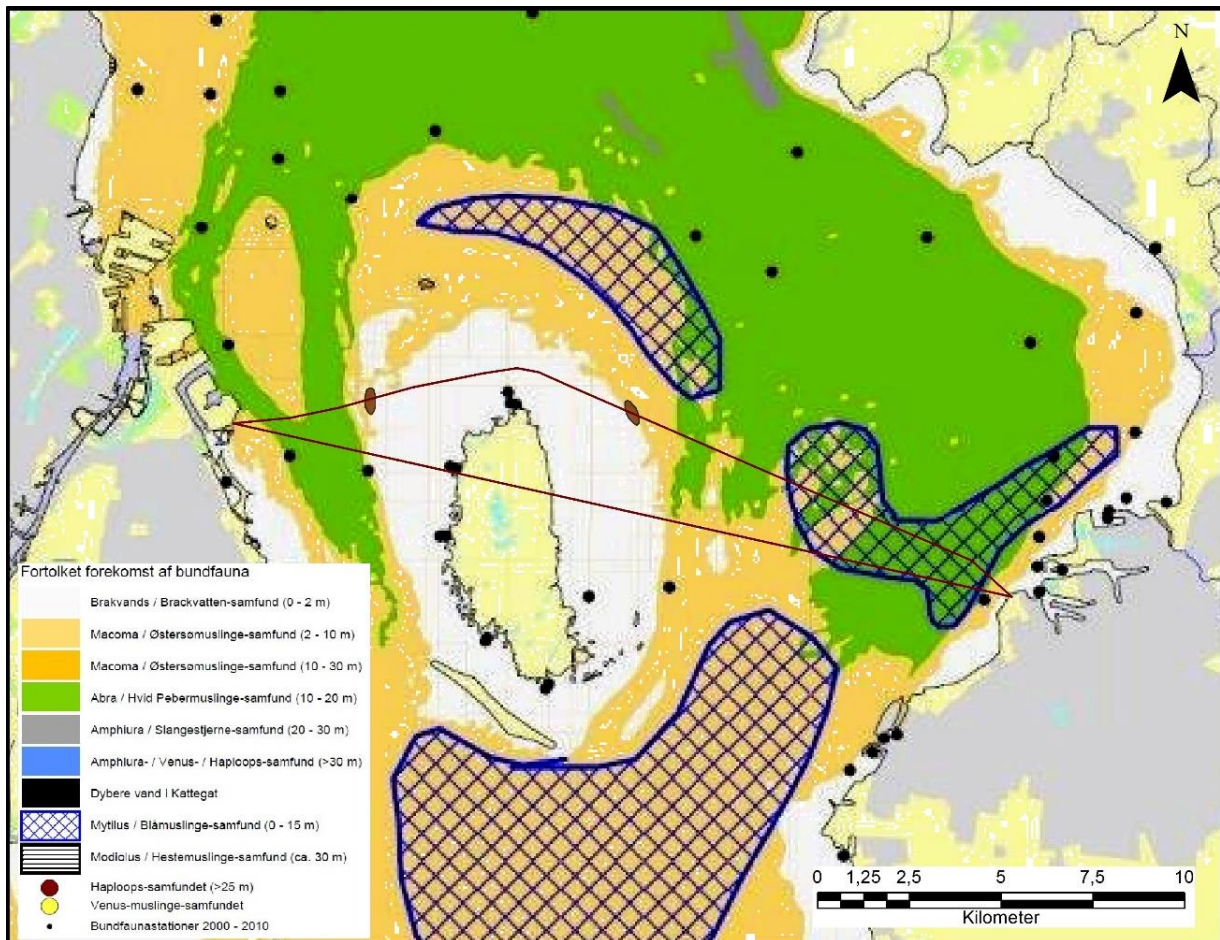 N
Fortolket forekomst af bundfauna
Brakvands / Brackvatten-samfund (0 - 2 m)
Macoma / Østersømuslinge-samfund (2 - 10 m)
Macoma / Østersømuslinge-samfund (10 - 30 m)
Abra / Hvid Pebermuslinge-samfund (10 - 20 m)
Amphiura / Slangestjerne-samfund (20 - 30 m)
Amphiura- / Venus- / Haploops-samfund (>30 m)
Dybere vand i Kattegat
Mytilus / Blåmuslinge-samfund (0 - 15 m)
Modiolus / Hestemuslinge-samfund (ca. 30 m)
Haploops-samfundet (>25 m)
Venus-muslinge-samfundet
Bundfaunastationer 2000 - 2010
0 1,25 2,5 5 7,5 10
Kilometer